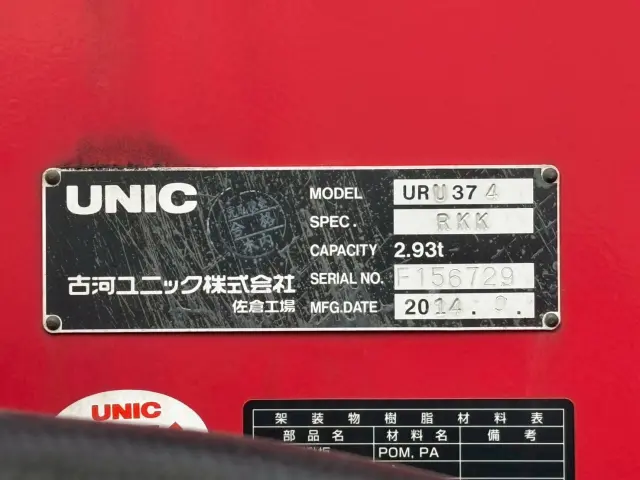 UNIC
古河ユニック株式会社
佐倉工場
MODEL URU374
SPEC. RKK
CAPACITY 2.93t
SERIAL NO. F156729
MFG.DATE 2014.
UNIC
架装物樹脂材料表
部品名 材料名 備考
POM, PA